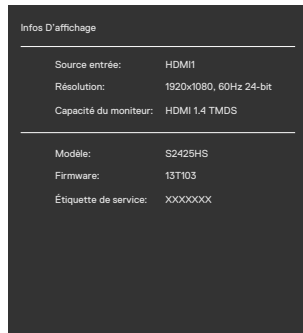 Infos D'affichage
Source entrée: HDMI1
Résolution: 1920x1080, 60Hz 24-bit
Capacité du moniteur: HDMI 1.4 TMDS
Modèle: S2425HS
Firmware: 13T103
Étiquette de service: XXXXXXX